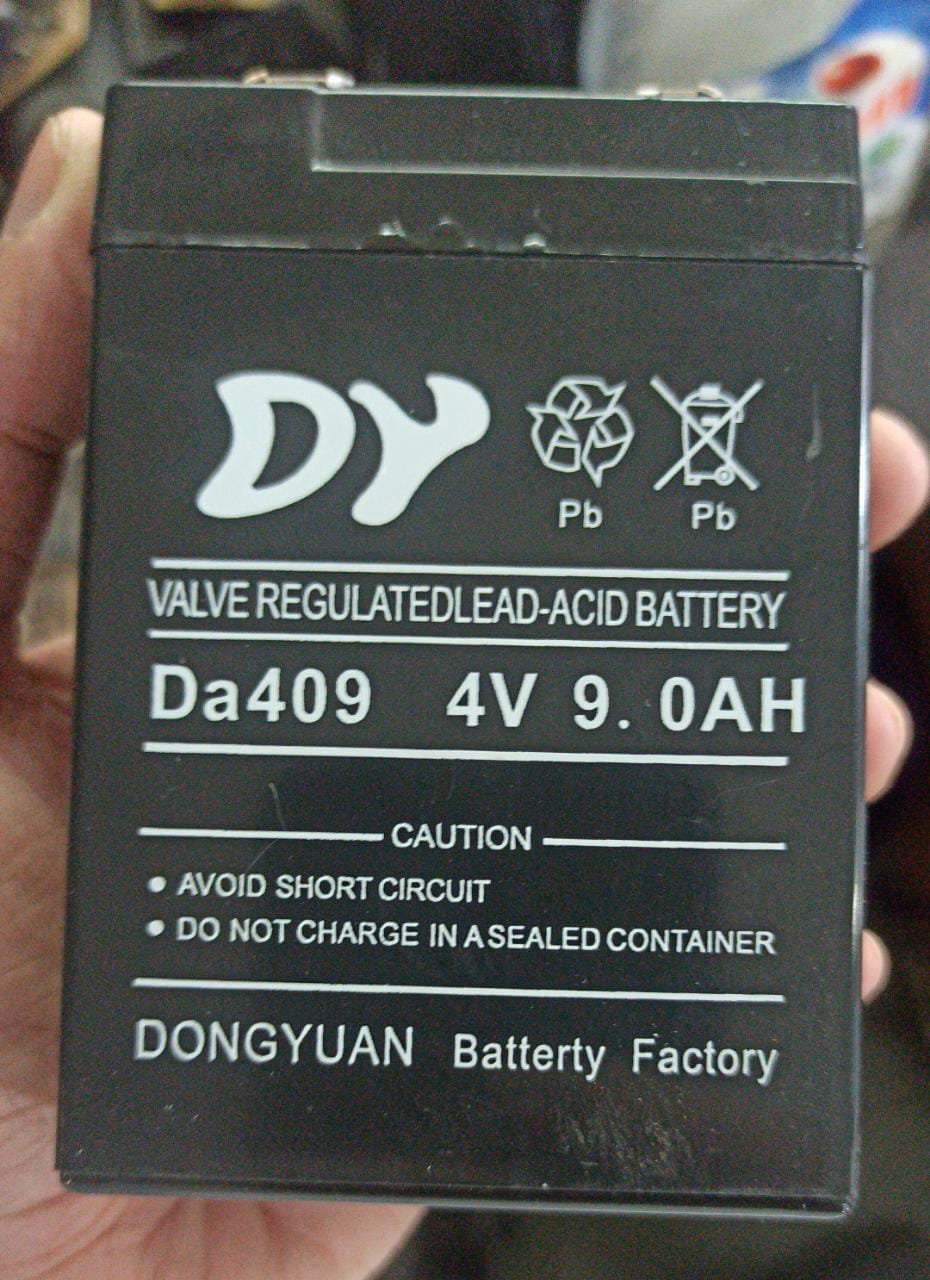 DY
Pb Pb
VALVE REGULATEDLEAD-ACID BATTERY
Da409 4V 9.0AH
CAUTION
• AVOID SHORT CIRCUIT
• DO NOT CHARGE IN A SEALED CONTAINER
DONGYUAN Batterty Factory